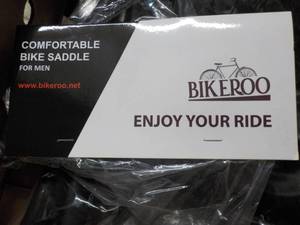 COMFORTABLE
BIKE SADDLE
FOR MEN
www.bikeroo.net
BIKEROO
ENJOY YOUR RIDE